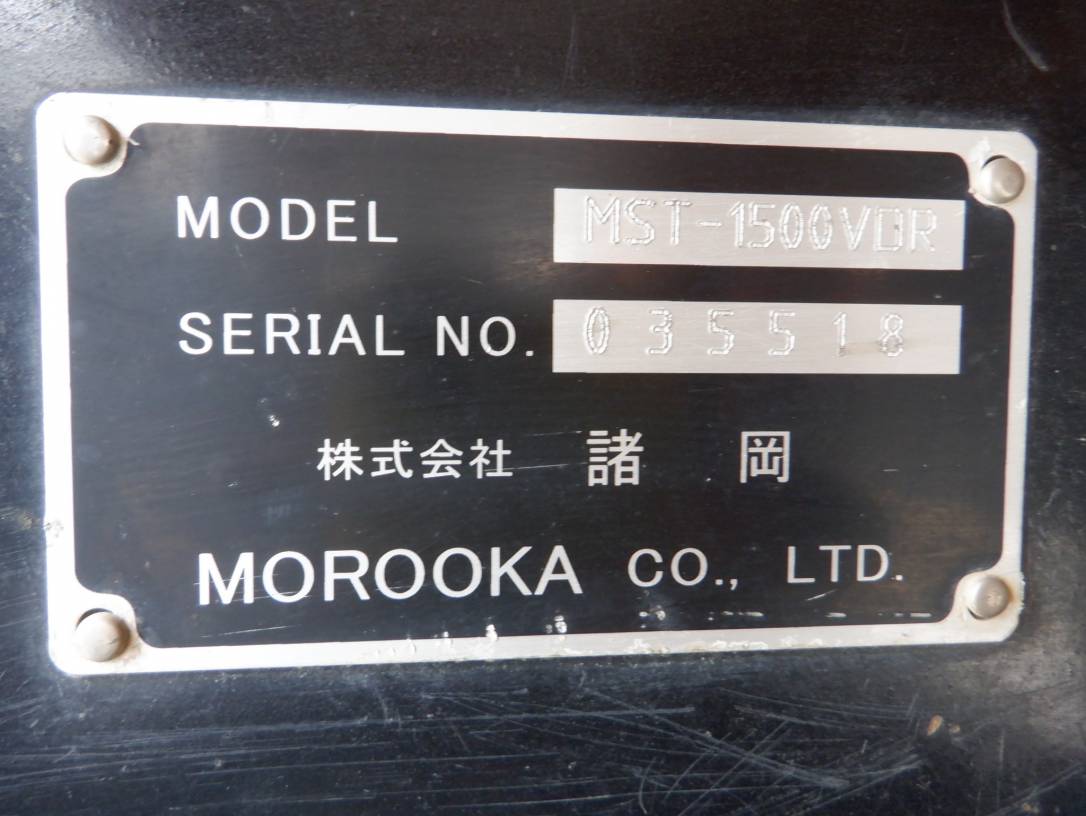 MODEL MST-1500VDR
SERIAL NO. 035518
株式会社 諸岡
MOROOKA CO., LTD.